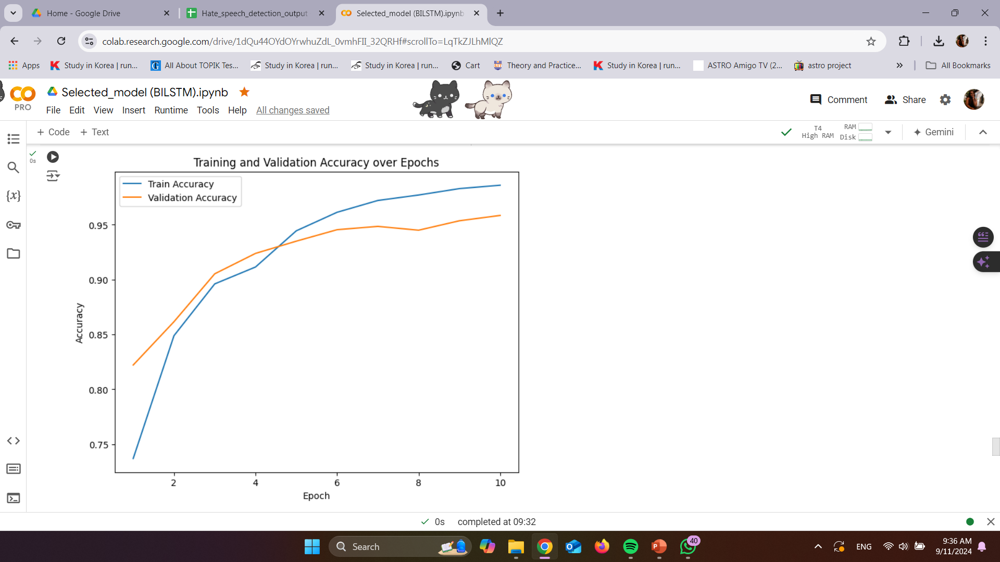 Home - Google Drive
Hate_speech_detection_output
Selected_model (BILSTM).ipynb
colab.research.google.com/drive/1dQu44OYdOYrwhuZdL_0vmhFII_32QRHf#scrollTo=LqTkZJLhMlQZ
Apps
Study in Korea | run...
All About TOPIK Tes...
Study in Korea | run...
Study in Korea | run...
Cart
Theory and Practice...
Study in Korea | run...
ASTRO Amigo TV (2...
astro project
All Bookmarks
PRO
Selected_model (BILSTM).ipynb
File Edit View Insert Runtime Tools Help All changes saved
Comment
Share
+ Code + Text
T4
High RAM
RAM
Disk
Gemini
0s
{x}
Training and Validation Accuracy over Epochs
Train Accuracy
Validation Accuracy
0.95
0.90
0.85
0.80
0.75
Accuracy
2 4 6 8 10
Epoch
0s completed at 09:32
Search
40
ENG
9:36 AM
9/11/2024